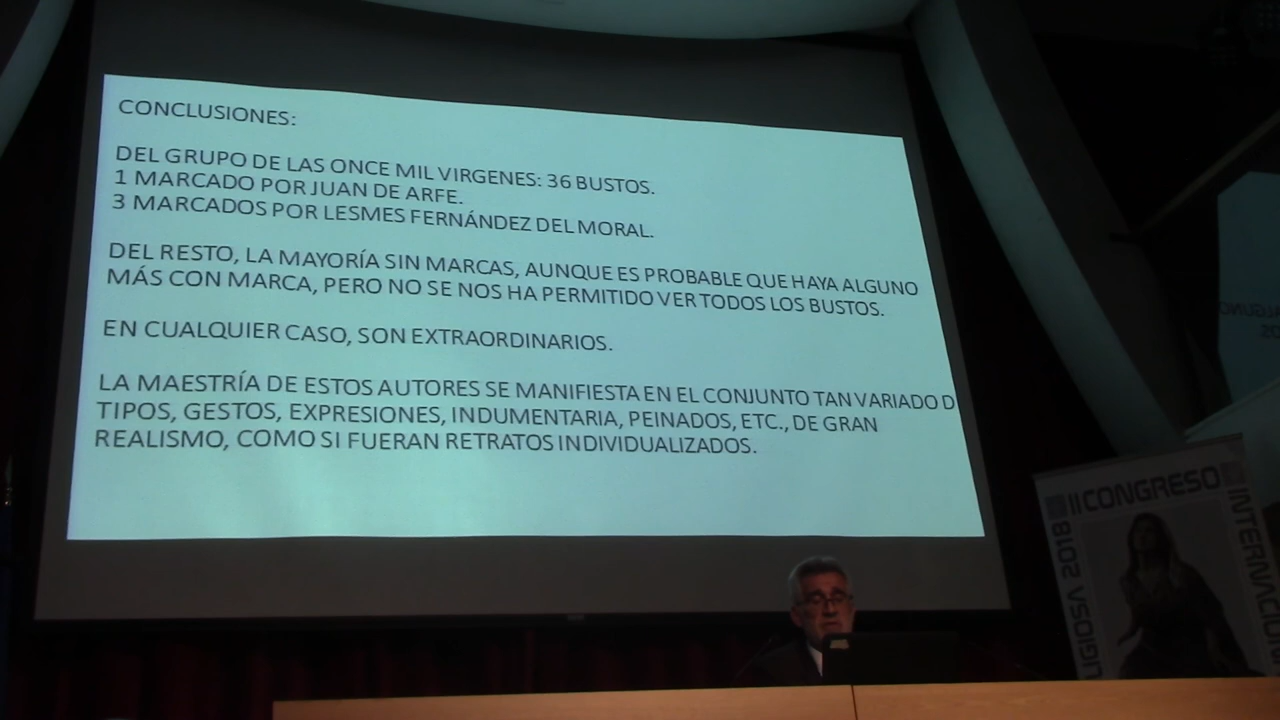 CONCLUSIONES:
DEL GRUPO DE LAS ONCE MIL VIRGENES: 36 BUSTOS.
1 MARCADO POR JUAN DE ARFE.
3 MARCADOS POR LESMES FERNÁNDEZ DEL MORAL.
DEL RESTO, LA MAYORÍA SIN MARCAS, AUNQUE ES PROBABLE QUE HAYA ALGUNO
MÁS CON MARCA, PERO NO SE NOS HA PERMITIDO VER TODOS LOS BUSTOS.
EN CUALQUIER CASO, SON EXTRAORDINARIOS.
LA MAESTRÍA DE ESTOS AUTORES SE MANIFIESTA EN EL CONJUNTO TAN VARIADO D
TIPOS, GESTOS, EXPRESIONES, INDUMENTARIA, PEINADOS, ETC., DE GRAN
REALISMO, COMO SI FUERAN RETRATOS INDIVIDUALIZADOS.
II CONGRESO
INTERNACION
LIGIOSA 2018